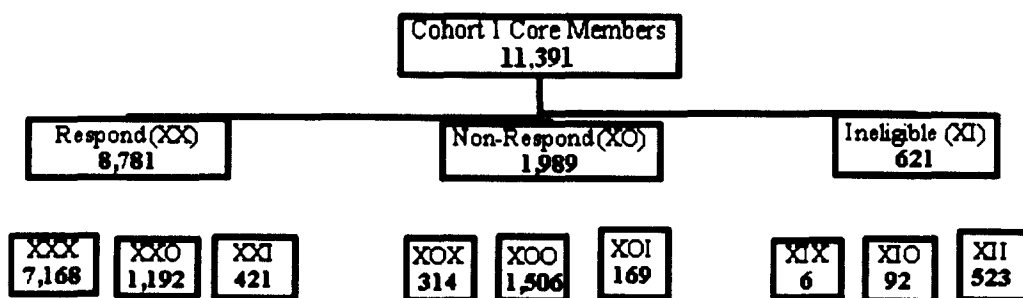 Cohort 1 Core Members
11,391
Respond(XX)
8,781
Non-Respond(XO)
1,989
Ineligible (XI)
621
XXX
7,168
XXO
1,192
XXI
421
XOX
314
XOO
1,506
XOI
169
XIX
6
XIO
92
XII
523